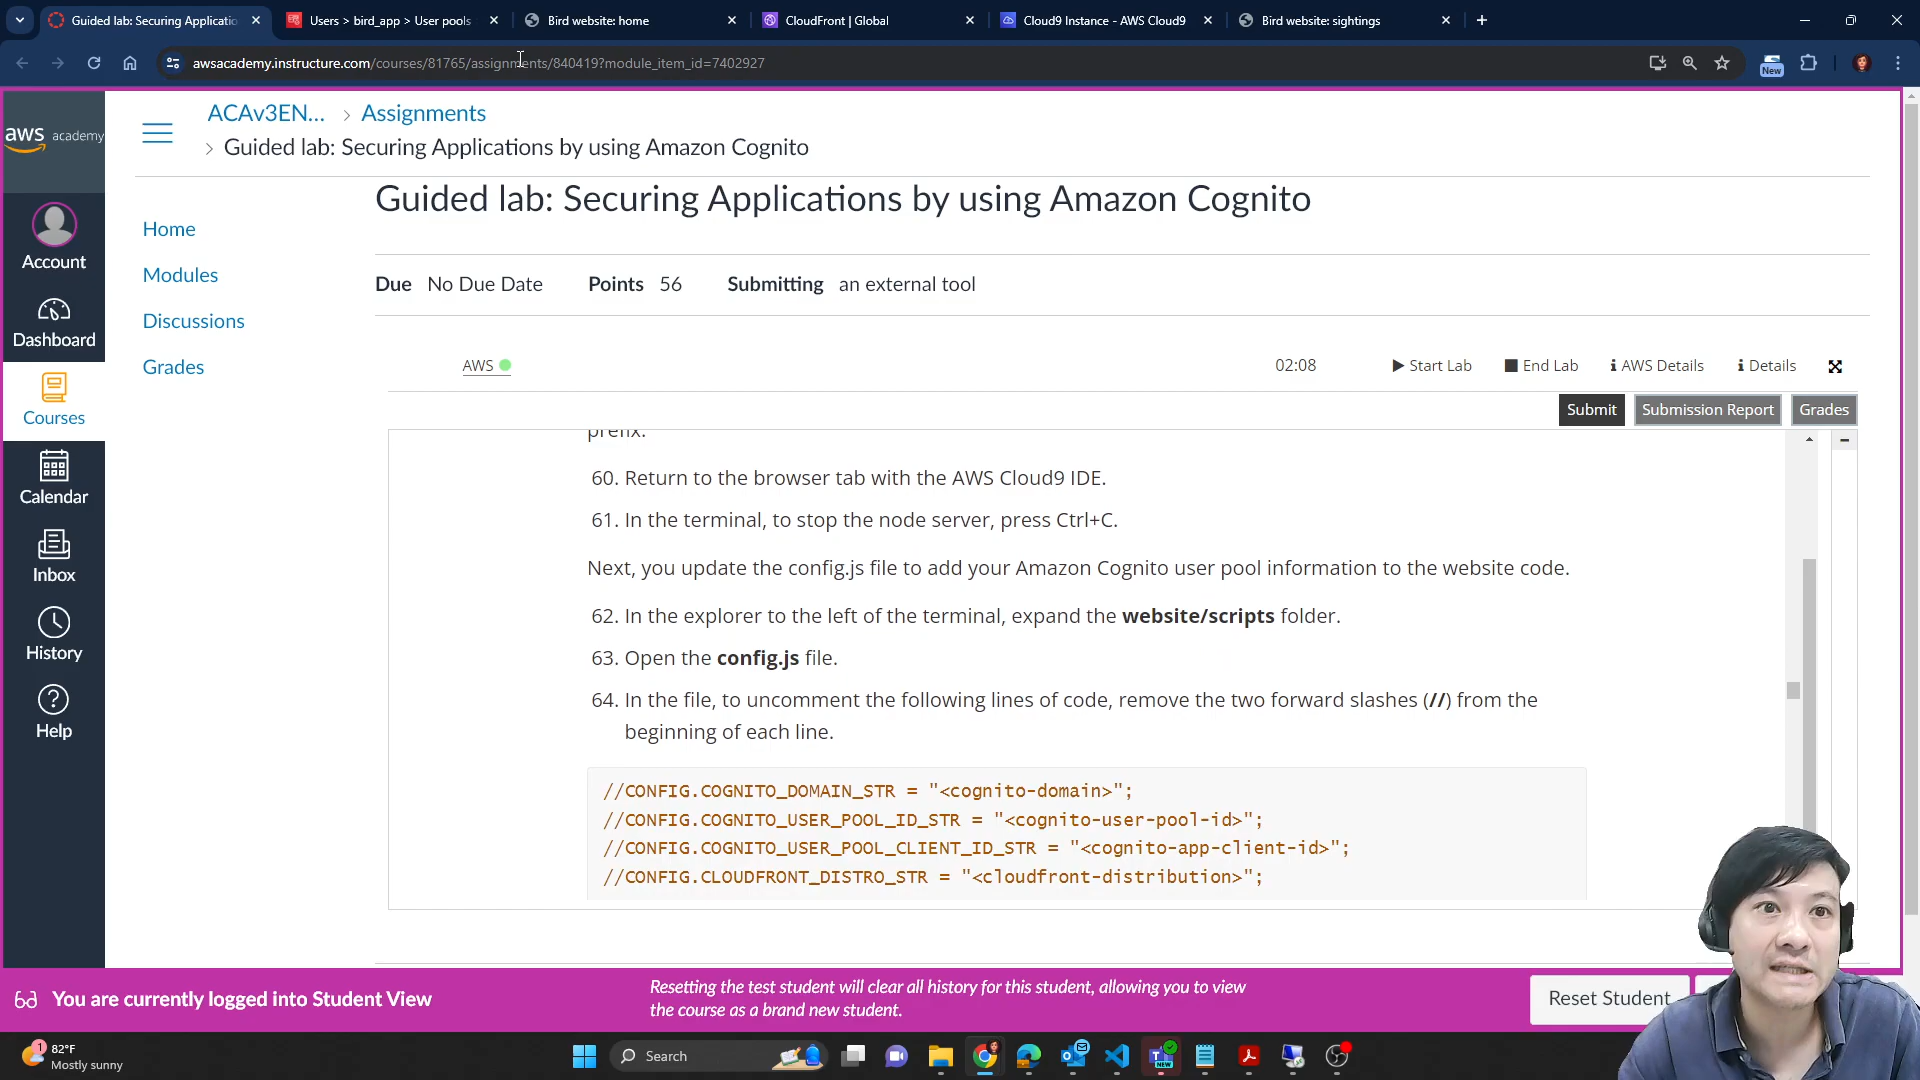 Guided lab: Securing Applicatio
Users > bird_app > User pools
Bird website: home
CloudFront | Global
Cloud9 Instance - AWS Cloud9
Bird website: sightings
awsacademy.instructure.com/courses/81765/assignments/840419?module_item_id=7402927
New
aws academy
ACAv3EN... > Assignments
> Guided lab: Securing Applications by using Amazon Cognito
Account
Dashboard
Courses
Calendar
Inbox
History
Help
Home
Modules
Discussions
Grades
Guided lab: Securing Applications by using Amazon Cognito
Due No Due Date Points 56 Submitting an external tool
AWS
02:08
Start Lab
End Lab
AWS Details
Details
Submit
Submission Report
Grades
prefix.
60. Return to the browser tab with the AWS Cloud9 IDE.
61. In the terminal, to stop the node server, press Ctrl+C.
Next, you update the config.js file to add your Amazon Cognito user pool information to the website code.
62. In the explorer to the left of the terminal, expand the website/scripts folder.
63. Open the config.js file.
64. In the file, to uncomment the following lines of code, remove the two forward slashes (//) from the
beginning of each line.
//CONFIG.COGNITO_DOMAIN_STR = "<cognito-domain>";
//CONFIG.COGNITO_USER_POOL_ID_STR = "<cognito-user-pool-id>";
//CONFIG.COGNITO_USER_POOL_CLIENT_ID_STR = "<cognito-app-client-id>";
//CONFIG.CLOUDFRONT_DISTRO_STR = "<cloudfront-distribution>";
You are currently logged into Student View
Resetting the test student will clear all history for this student, allowing you to view
the course as a brand new student.
Reset Student
1
82°F
Mostly sunny
Search
NEW